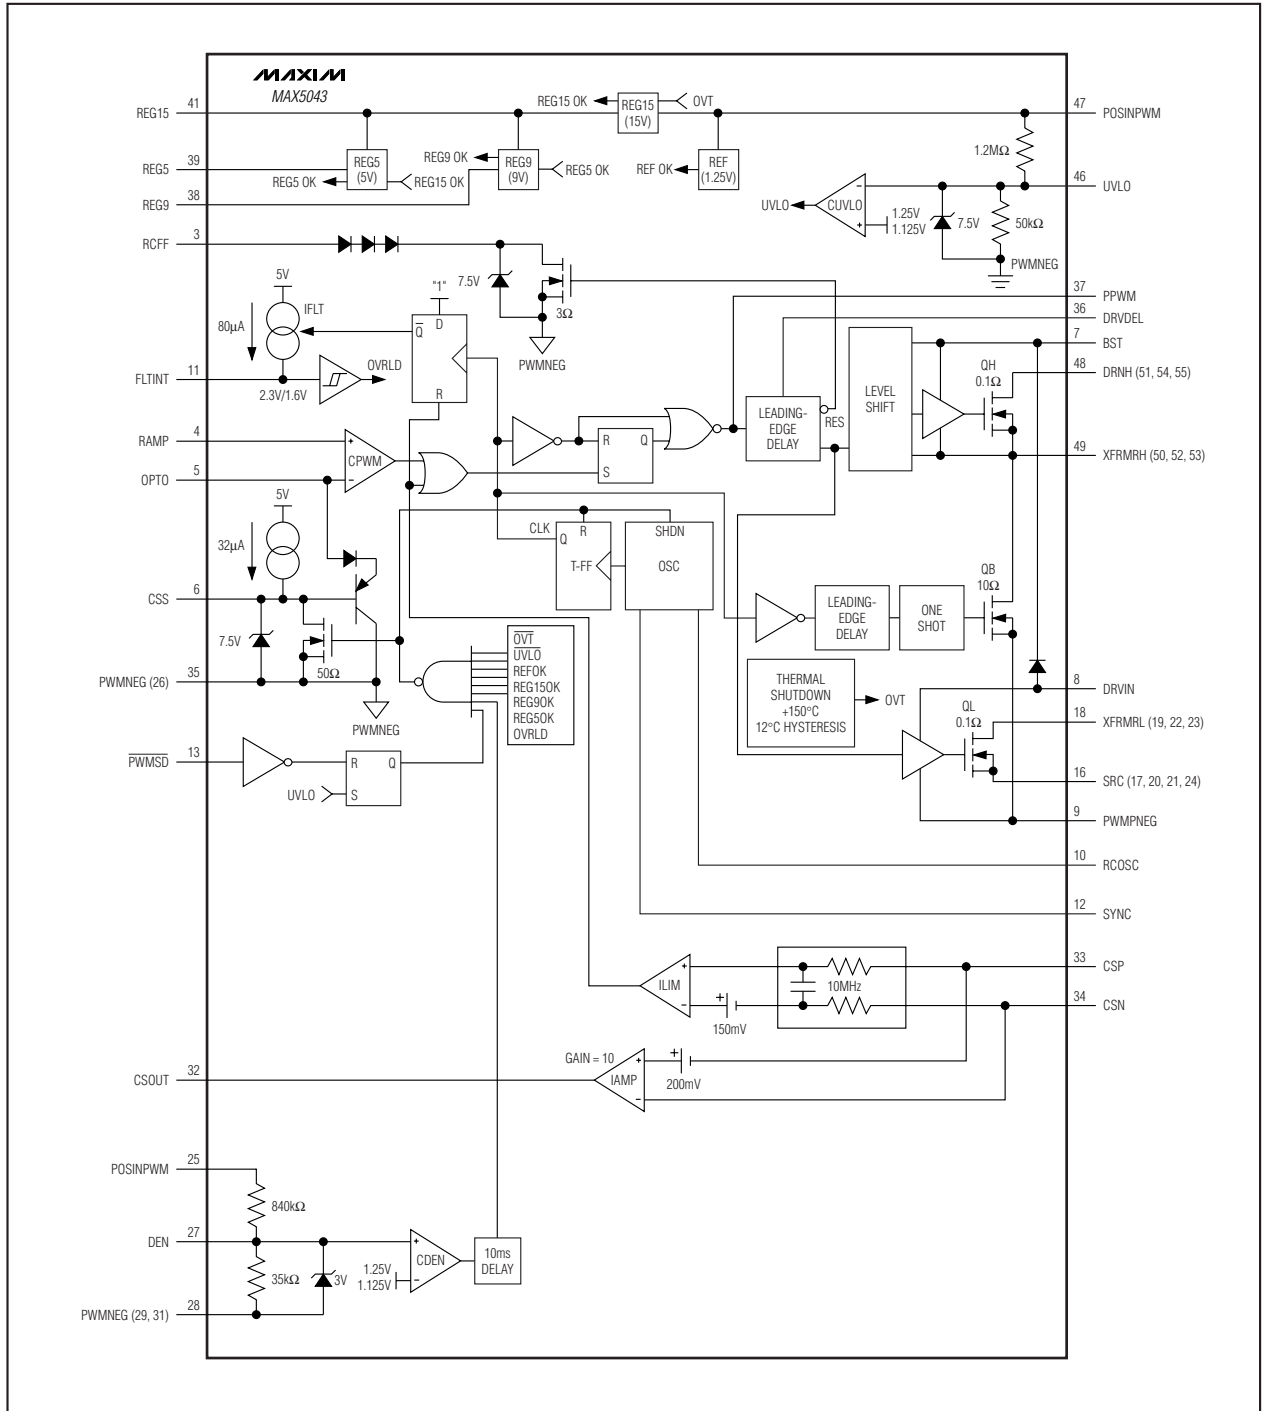 MAXIM
MAX5043
REG15 41
REG15 OK
REG15
(15V)
OVT
47 POSINPWM
1.2MΩ
REG5 39
REG5
(5V)
REG5 OK
REG15 OK
REG9 OK
REG9
(9V)
REG5 OK
REF OK
REF
(1.25V)
46 UVLO
REG9 38
UVLO
CUVLO
-
+
1.25V
1.125V
7.5V
50kΩ
PWMNEG
RCFF 3
7.5V
3Ω
PWMNEG
5V
IFLT
80µA
"1"
D
Q̅
R
37 PPWM
36 DRVDEL
7 BST
FLTINT 11
2.3V/1.6V
OVRLD
QH
0.1Ω
48 DRNH (51, 54, 55)
LEVEL
SHIFT
LEADING-
EDGE
DELAY
RES
RAMP 4
+
CPWM
-
R
Q
S
49 XFRMRH (50, 52, 53)
OPTO 5
5V
32µA
CLK
Q
R
T-FF
SHDN
OSC
QB
10Ω
CSS 6
7.5V
50Ω
LEADING-
EDGE
DELAY
ONE
SHOT
O̅V̅T̅
U̅V̅L̅O̅
REFOK
REG15OK
REG9OK
REG5OK
OVRLD
PWMNEG (26) 35
PWMNEG
THERMAL
SHUTDOWN
+150°C
12°C HYSTERESIS
OVT
8 DRVIN
QL
0.1Ω
18 XFRMRL (19, 22, 23)
P̅W̅M̅S̅D̅ 13
R
Q
S
UVLO
16 SRC (17, 20, 21, 24)
9 PWMPNEG
10 RCOSC
12 SYNC
ILIM
+
-
+
150mV
10MHz
33 CSP
34 CSN
CSOUT 32
GAIN = 10
IAMP
+
-
+
200mV
POSINPWM 25
840kΩ
DEN 27
35kΩ
3V
1.25V
1.125V
+
CDEN
-
10ms
DELAY
PWMNEG (29, 31) 28